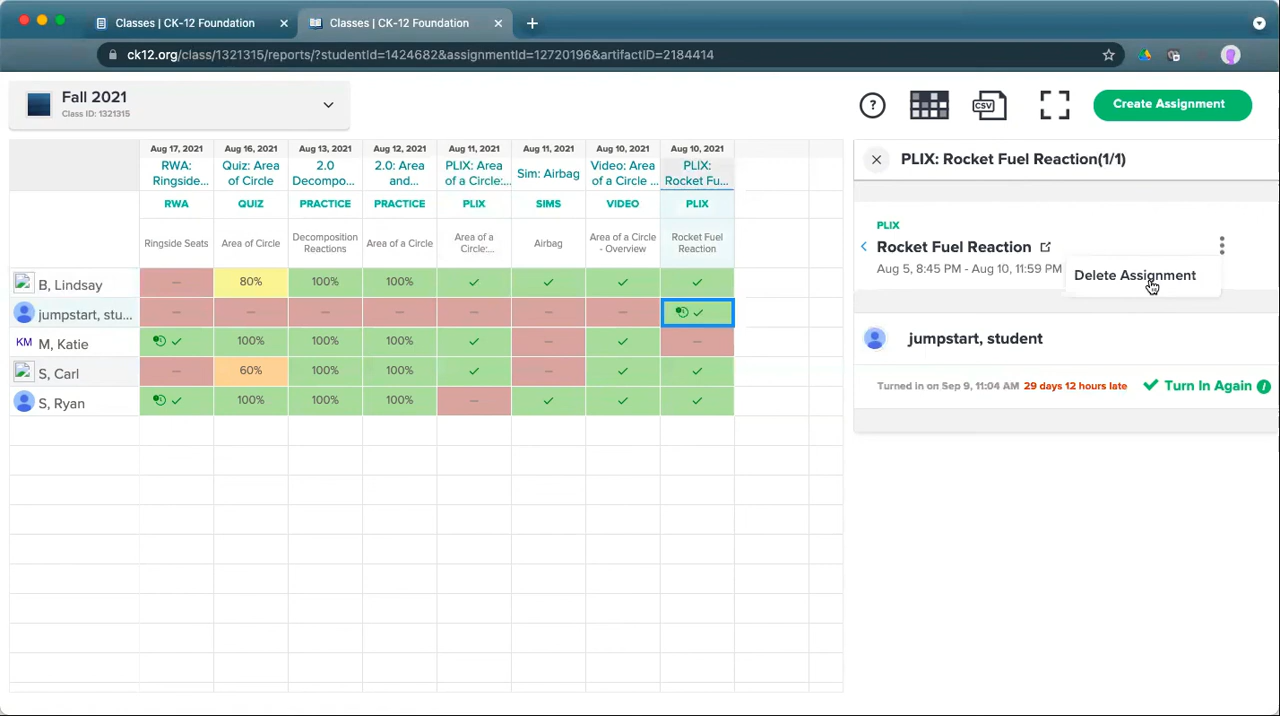 Classes | CK-12 Foundation
Classes | CK-12 Foundation
ck12.org/class/1321315/reports/?studentId=1424682&assignmentId=12720196&artifactID=2184414
Fall 2021
Class ID: 1321315
?
CSV
Create Assignment
Aug 17, 2021 Aug 16, 2021 Aug 13, 2021 Aug 12, 2021 Aug 11, 2021 Aug 11, 2021 Aug 10, 2021 Aug 10, 2021
RWA: Quiz: Area 2.0 2.0: Area PLIX: Area Sim: Airbag Video: Area PLIX:
Ringside... of Circle Decompo... and... of a Circle:... of a Circle ... Rocket Fu...
RWA QUIZ PRACTICE PRACTICE PLIX SIMS VIDEO PLIX
Ringside Seats Area of Circle Decomposition Area of a Circle Area of a Airbag Area of a Circle Rocket Fuel
Reactions Circle:... - Overview Reaction
B, Lindsay – 80% 100% 100% ✓ ✓ ✓ ✓
jumpstart, stu... – – – – – – – ✓
KM M, Katie ✓ 100% 100% 100% ✓ – ✓ –
S, Carl – 60% 100% 100% ✓ – ✓ ✓
S, Ryan ✓ 100% 100% 100% – ✓ ✓ ✓
PLIX: Rocket Fuel Reaction(1/1)
PLIX
Rocket Fuel Reaction
Aug 5, 8:45 PM - Aug 10, 11:59 PM
Delete Assignment
jumpstart, student
Turned in on Sep 9, 11:04 AM 29 days 12 hours late ✓ Turn In Again i